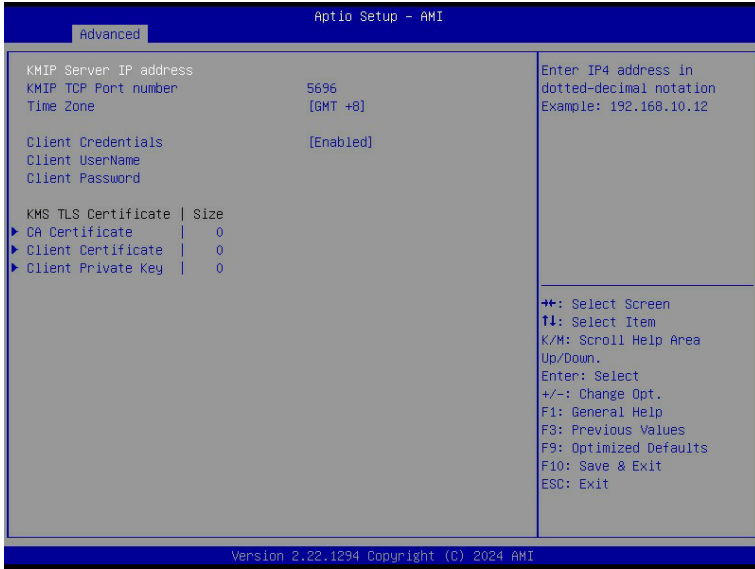 Aptio Setup - AMI
Advanced
KMIP Server IP address
KMIP TCP Port number 5696
Time Zone [GMT +8]
Client Credentials [Enabled]
Client UserName
Client Password
KMS TLS Certificate | Size
CA Certificate | 0
Client Certificate | 0
Client Private Key | 0
Enter IP4 address in
dotted-decimal notation
Example: 192.168.10.12
→←: Select Screen
↑↓: Select Item
K/M: Scroll Help Area
Up/Down.
Enter: Select
+/-: Change Opt.
F1: General Help
F3: Previous Values
F9: Optimized Defaults
F10: Save & Exit
ESC: Exit
Version 2.22.1294 Copyright (C) 2024 AMI